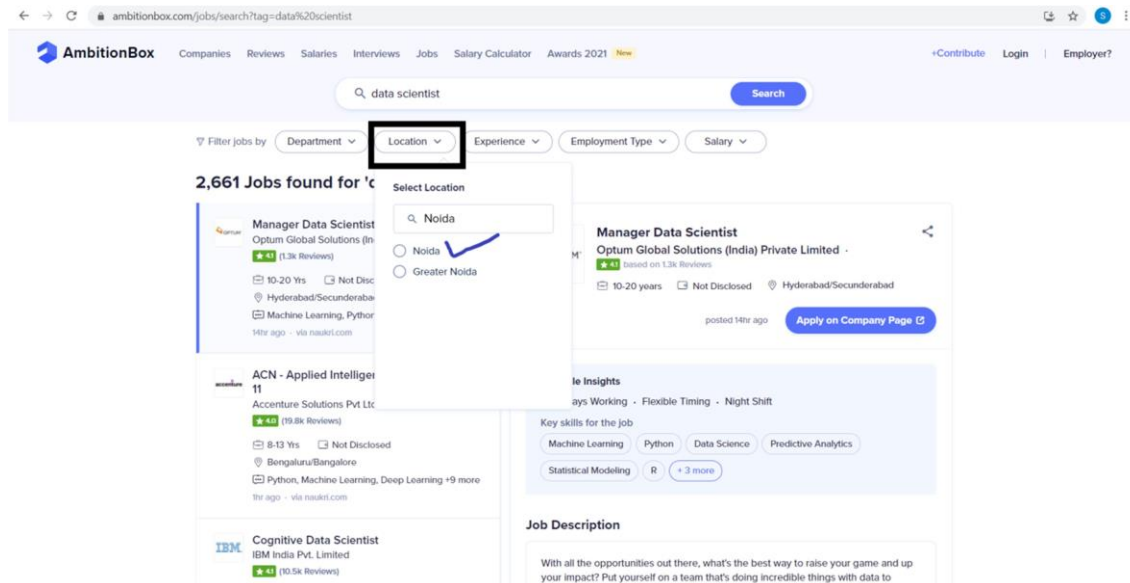 ambitionbox.com/jobs/search?tag=data%20scientist
S
AmbitionBox Companies Reviews Salaries Interviews Jobs Salary Calculator Awards 2021 New +Contribute Login Employer?
data scientist Search
Filter jobs by Department Location Experience Employment Type Salary
2,661 Jobs found for 'd
Select Location
Noida
Noida
Greater Noida
Optum
Manager Data Scientist
Optum Global Solutions (In
4.1 (1.3k Reviews)
10-20 Yrs Not Disc
Hyderabad/Secunderaba
Machine Learning, Python
14hr ago - via naukri.com
accenture
ACN - Applied Intelliger
11
Accenture Solutions Pvt Ltd
4.0 (19.8k Reviews)
8-13 Yrs Not Disclosed
Bengaluru/Bangalore
Python, Machine Learning, Deep Learning +9 more
1hr ago - via naukri.com
IBM
Cognitive Data Scientist
IBM India Pvt. Limited
4.1 (10.5k Reviews)
Manager Data Scientist
Optum Global Solutions (India) Private Limited ·
4.1 based on 1.3k Reviews
10-20 years Not Disclosed Hyderabad/Secunderabad
posted 14hr ago Apply on Company Page
le Insights
ays Working · Flexible Timing · Night Shift
Key skills for the job
Machine Learning Python Data Science Predictive Analytics
Statistical Modeling R + 3 more
Job Description
With all the opportunities out there, what's the best way to raise your game and up
your impact? Put yourself on a team that's doing incredible things with data to